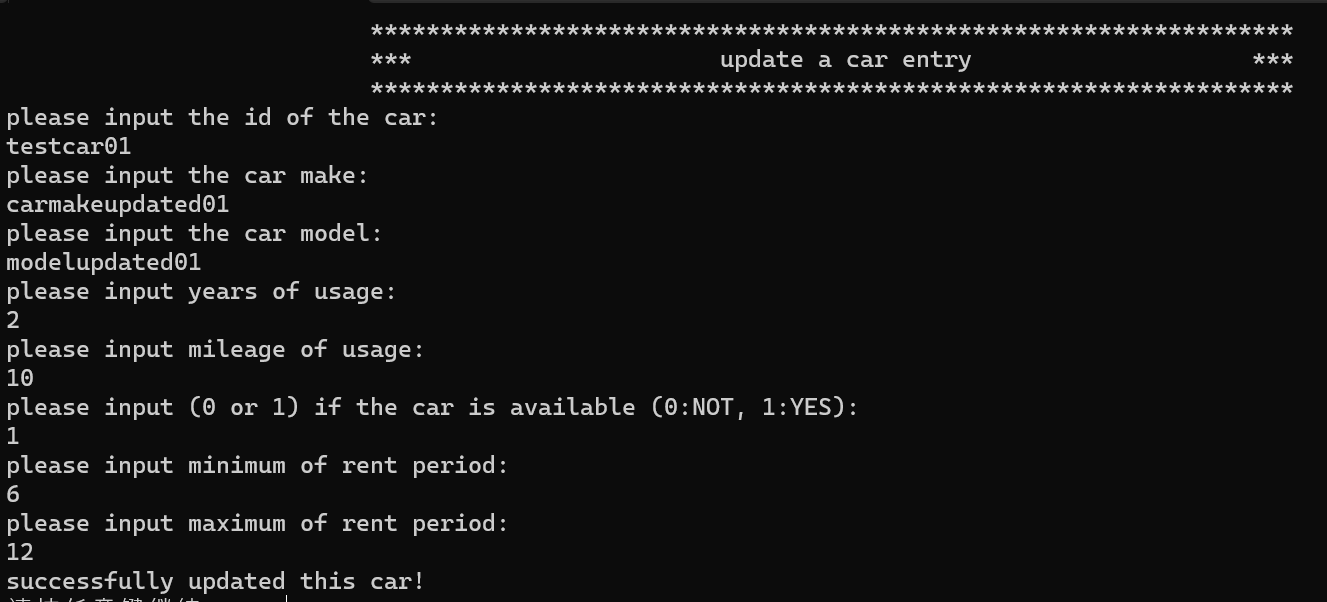 ******************************************************************
*** update a car entry ***
******************************************************************
please input the id of the car:
testcar01
please input the car make:
carmakeupdated01
please input the car model:
modelupdated01
please input years of usage:
2
please input mileage of usage:
10
please input (0 or 1) if the car is available (0:NOT, 1:YES):
1
please input minimum of rent period:
6
please input maximum of rent period:
12
successfully updated this car!